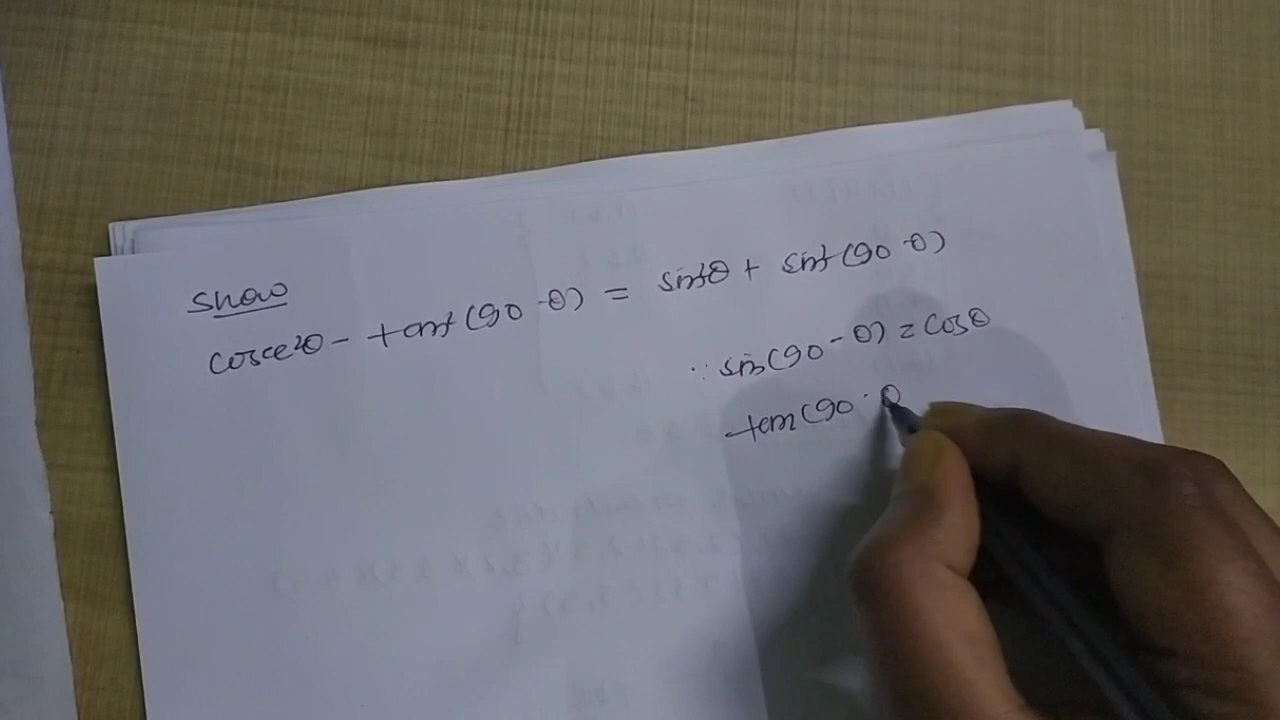 Show
cosec²θ - tan²(90-θ) = sin²θ + sin²(90-θ)
∵ sin(90-θ) = cosθ
tan(90-θ